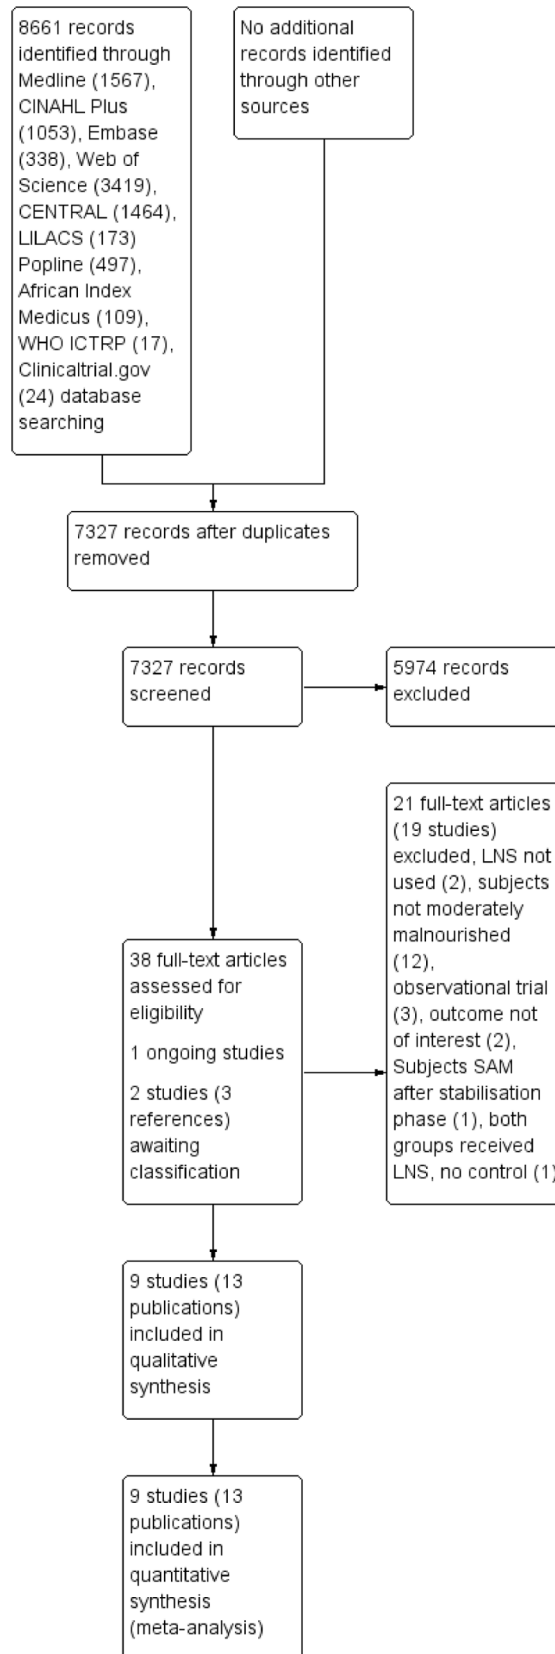 8661 records
identified through
Medline (1567),
CINAHL Plus
(1053), Embase
(338), Web of
Science (3419),
CENTRAL (1464),
LILACS (173)
Popline (497),
African Index
Medicus (109),
WHO ICTRP (17),
Clinicaltrial.gov
(24) database
searching
No additional
records identified
through other
sources
7327 records after duplicates
removed
7327 records
screened
5974 records
excluded
38 full-text articles
assessed for
eligibility
1 ongoing studies
2 studies (3
references)
awaiting
classification
21 full-text articles
(19 studies)
excluded, LNS not
used (2), subjects
not moderately
malnourished
(12),
observational trial
(3), outcome not
of interest (2),
Subjects SAM
after stabilisation
phase (1), both
groups received
LNS, no control (1)
9 studies (13
publications)
included in
qualitative
synthesis
9 studies (13
publications)
included in
quantitative
synthesis
(meta-analysis)